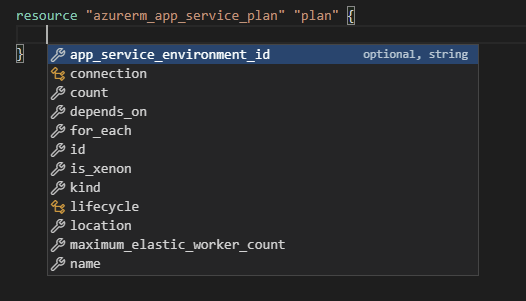 resource "azurerm_app_service_plan" "plan" {
}
app_service_environment_id optional, string
connection
count
depends_on
for_each
id
is_xenon
kind
lifecycle
location
maximum_elastic_worker_count
name